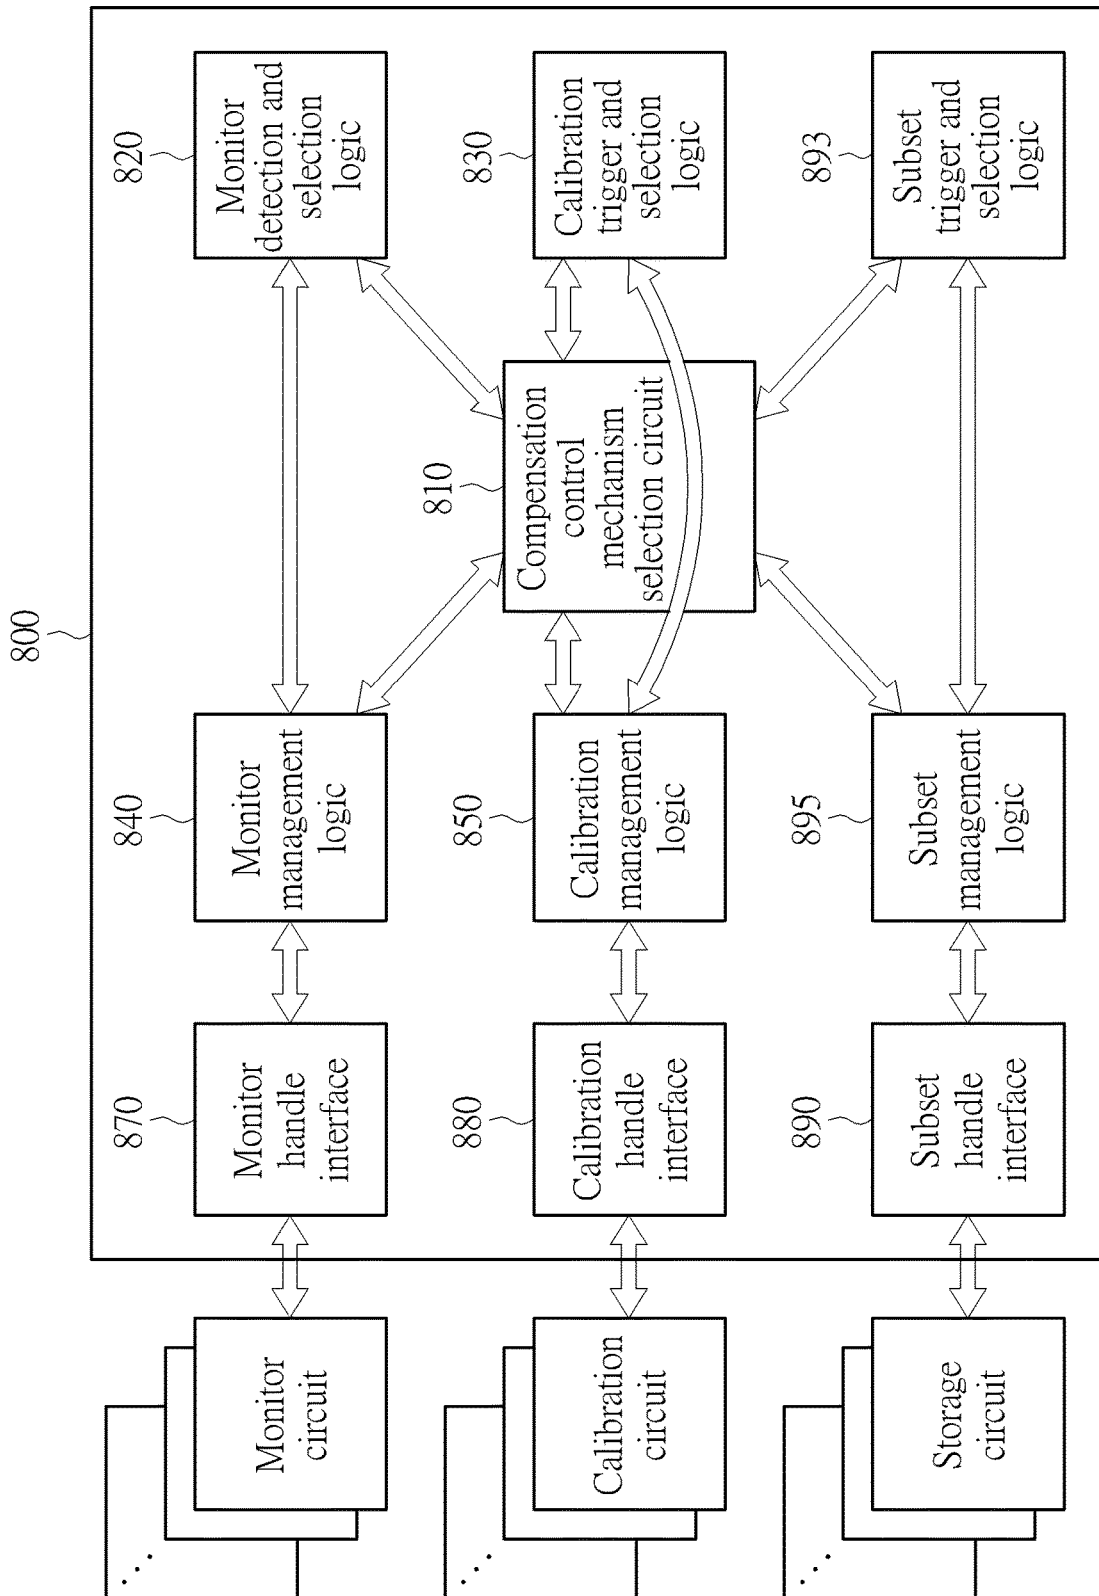 800
820
Monitor
detection and
selection
logic
830
Calibration
trigger and
selection
logic
893
Subset
trigger and
selection
logic
810
Compensation
control
mechanism
selection circuit
840
Monitor
management
logic
850
Calibration
management
logic
895
Subset
management
logic
870
Monitor
handle
interface
880
Calibration
handle
interface
890
Subset
handle
interface
Monitor
circuit
...
Calibration
circuit
...
Storage
circuit
...